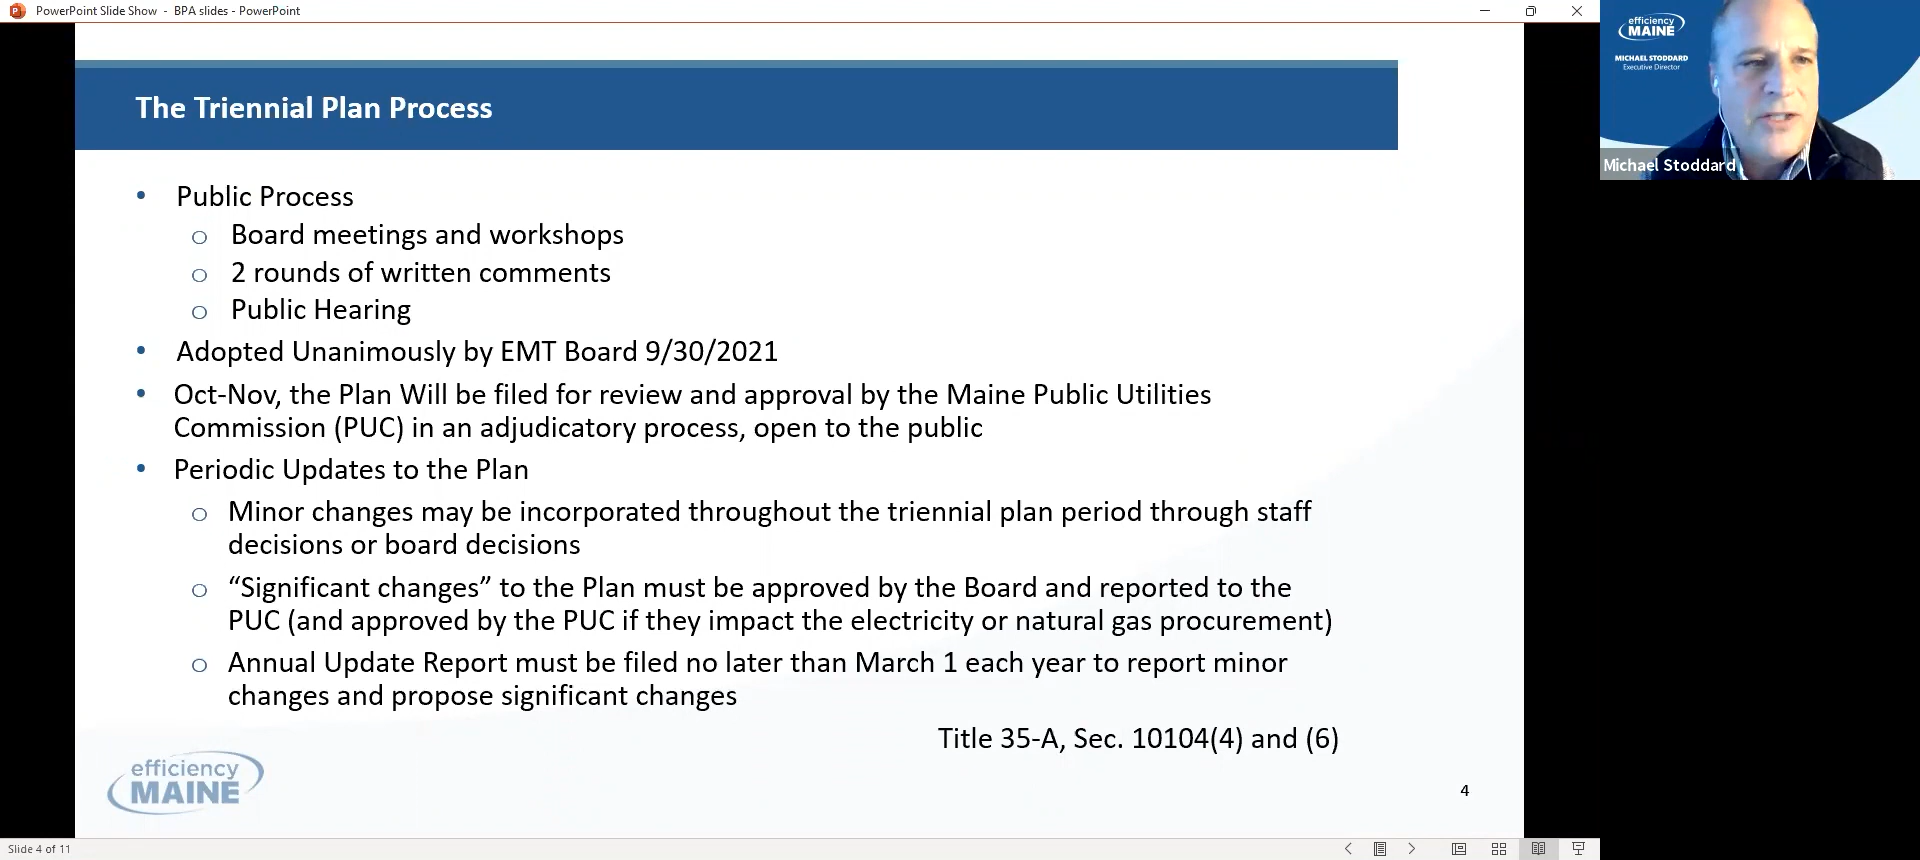 PowerPoint Slide Show - BPA slides - PowerPoint
efficiency
MAINE
MICHAEL STODDARD
Executive Director
Michael Stoddard
The Triennial Plan Process
• Public Process
o Board meetings and workshops
o 2 rounds of written comments
o Public Hearing
• Adopted Unanimously by EMT Board 9/30/2021
• Oct-Nov, the Plan Will be filed for review and approval by the Maine Public Utilities
Commission (PUC) in an adjudicatory process, open to the public
• Periodic Updates to the Plan
o Minor changes may be incorporated throughout the triennial plan period through staff
decisions or board decisions
o “Significant changes” to the Plan must be approved by the Board and reported to the
PUC (and approved by the PUC if they impact the electricity or natural gas procurement)
o Annual Update Report must be filed no later than March 1 each year to report minor
changes and propose significant changes
Title 35-A, Sec. 10104(4) and (6)
efficiency
MAINE
4
Slide 4 of 11